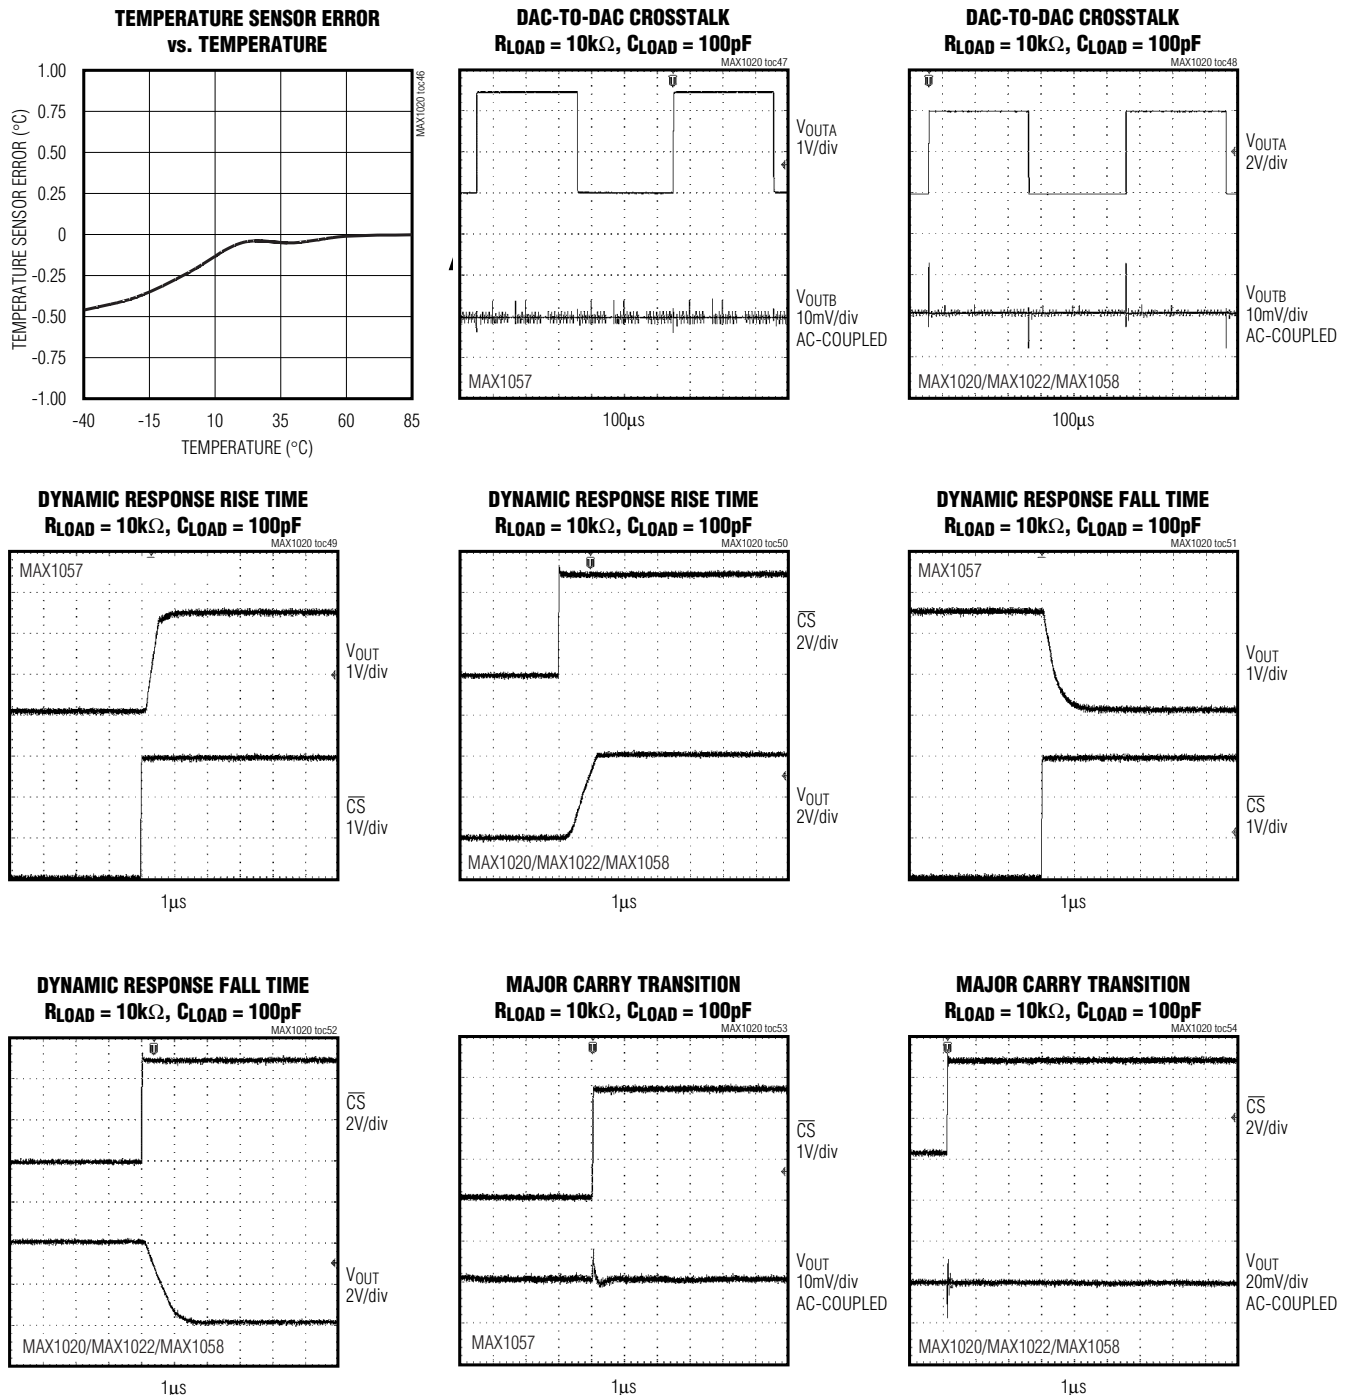 TEMPERATURE SENSOR ERROR
vs. TEMPERATURE
MAX1020 toc46
TEMPERATURE SENSOR ERROR (°C)
1.00
0.75
0.50
0.25
0
-0.25
-0.50
-0.75
-1.00
-40 -15 10 35 60 85
TEMPERATURE (°C)
DAC-TO-DAC CROSSTALK
RLOAD = 10kΩ, CLOAD = 100pF
MAX1020 toc47
VOUTA
1V/div
VOUTB
10mV/div
AC-COUPLED
MAX1057
100µs
DAC-TO-DAC CROSSTALK
RLOAD = 10kΩ, CLOAD = 100pF
MAX1020 toc48
VOUTA
2V/div
VOUTB
10mV/div
AC-COUPLED
MAX1020/MAX1022/MAX1058
100µs
DYNAMIC RESPONSE RISE TIME
RLOAD = 10kΩ, CLOAD = 100pF
MAX1020 toc49
MAX1057
VOUT
1V/div
CS
1V/div
1µs
DYNAMIC RESPONSE RISE TIME
RLOAD = 10kΩ, CLOAD = 100pF
MAX1020 toc50
CS
2V/div
VOUT
2V/div
MAX1020/MAX1022/MAX1058
1µs
DYNAMIC RESPONSE FALL TIME
RLOAD = 10kΩ, CLOAD = 100pF
MAX1020 toc51
MAX1057
VOUT
1V/div
CS
1V/div
1µs
DYNAMIC RESPONSE FALL TIME
RLOAD = 10kΩ, CLOAD = 100pF
MAX1020 toc52
CS
2V/div
VOUT
2V/div
MAX1020/MAX1022/MAX1058
1µs
MAJOR CARRY TRANSITION
RLOAD = 10kΩ, CLOAD = 100pF
MAX1020 toc53
CS
1V/div
VOUT
10mV/div
AC-COUPLED
MAX1057
1µs
MAJOR CARRY TRANSITION
RLOAD = 10kΩ, CLOAD = 100pF
MAX1020 toc54
CS
2V/div
VOUT
20mV/div
AC-COUPLED
MAX1020/MAX1022/MAX1058
1µs